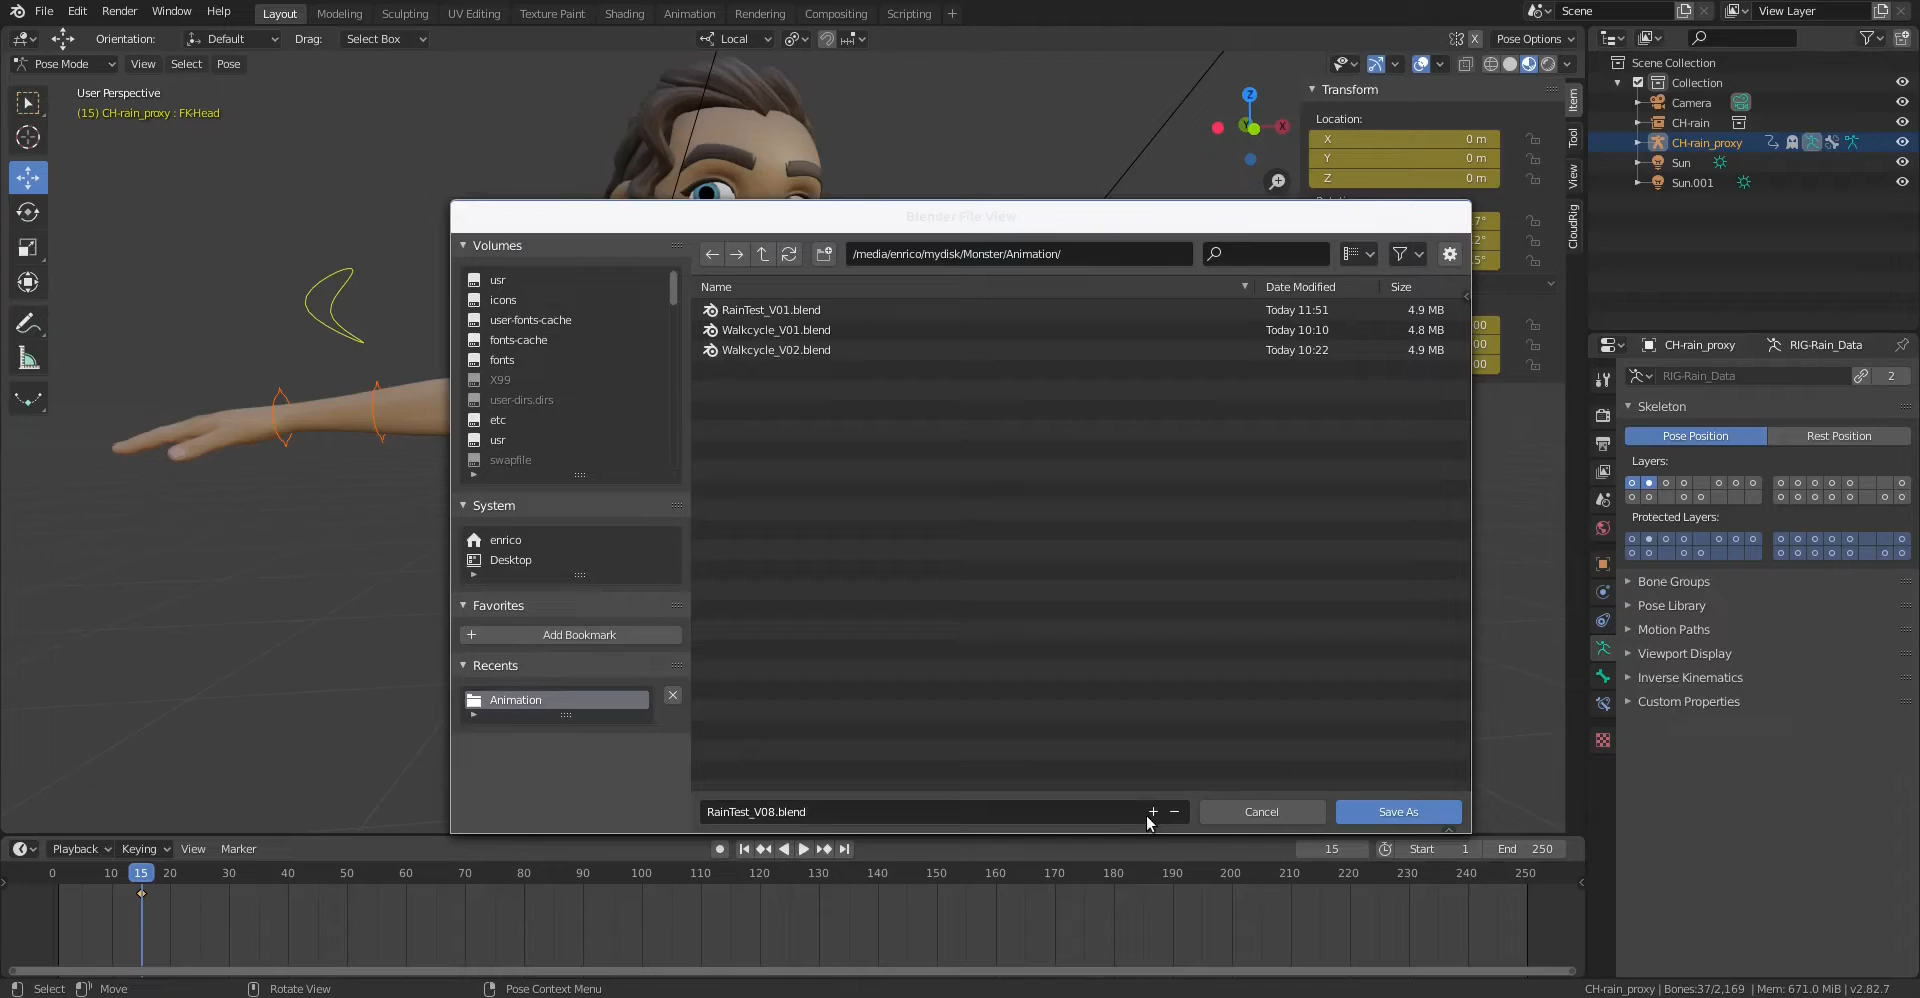 File Edit Render Window Help Layout Modeling Sculpting UV Editing Texture Paint Shading Animation Rendering Compositing Scripting + Scene View Layer
Orientation: Default Drag: Select Box Local X Pose Options
Pose Mode View Select Pose
User Perspective
(15) CH-rain_proxy : FK-Head
Z
X
Y
Transform
Location:
X 0 m
Y 0 m
Z 0 m
7°
2°
5°
00
00
00
Item
Tool
View
CloudRig
Scene Collection
Collection
Camera
CH-rain
CH-rain_proxy
Sun
Sun.001
CH-rain_proxy RIG-Rain_Data
RIG-Rain_Data 2
Skeleton
Pose Position Rest Position
Layers:
Protected Layers:
Bone Groups
Pose Library
Motion Paths
Viewport Display
Inverse Kinematics
Custom Properties
Blender File View
Volumes
usr
icons
user-fonts-cache
fonts-cache
fonts
X99
user-dirs.dirs
etc
usr
swapfile
System
enrico
Desktop
Favorites
+ Add Bookmark
Recents
Animation
/media/enrico/mydisk/Monster/Animation/
Name Date Modified Size
RainTest_V01.blend Today 11:51 4.9 MB
Walkcycle_V01.blend Today 10:10 4.8 MB
Walkcycle_V02.blend Today 10:22 4.9 MB
RainTest_V08.blend + − Cancel Save As
Playback Keying View Marker 15 Start 1 End 250
0 10 15 20 30 40 50 60 70 80 90 100 110 120 130 140 150 160 170 180 190 200 210 220 230 240 250
Select Move Rotate View Pose Context Menu CH-rain_proxy | Bones:37/2,169 | Mem: 671.0 MiB | v2.82.7